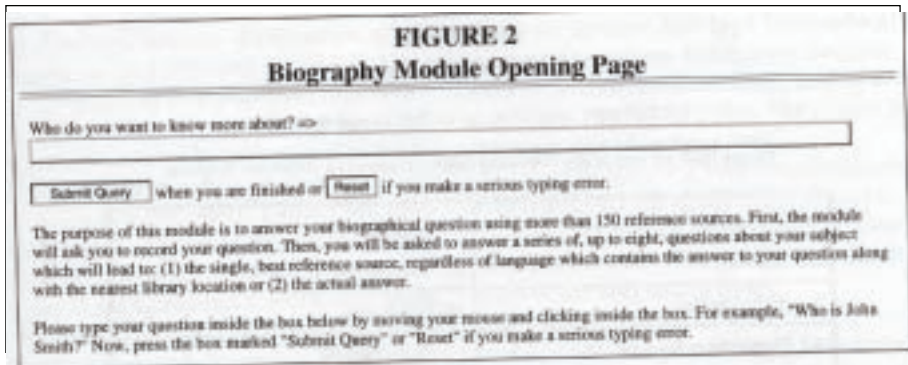 FIGURE 2
Biography Module Opening Page
Who do you want to know more about? =>
Submit Query when you are finished or Reset if you make a serious typing error.
The purpose of this module is to answer your biographical question using more than 150 reference sources. First, the module
will ask you to record your question. Then, you will be asked to answer a series of, up to eight, questions about your subject
which will lead to: (1) the single, best reference source, regardless of language which contains the answer to your question along
with the nearest library location or (2) the actual answer.
Please type your question inside the box below by moving your mouse and clicking inside the box. For example, "Who is John
Smith?" Now, press the box marked "Submit Query" or "Reset" if you make a serious typing error.